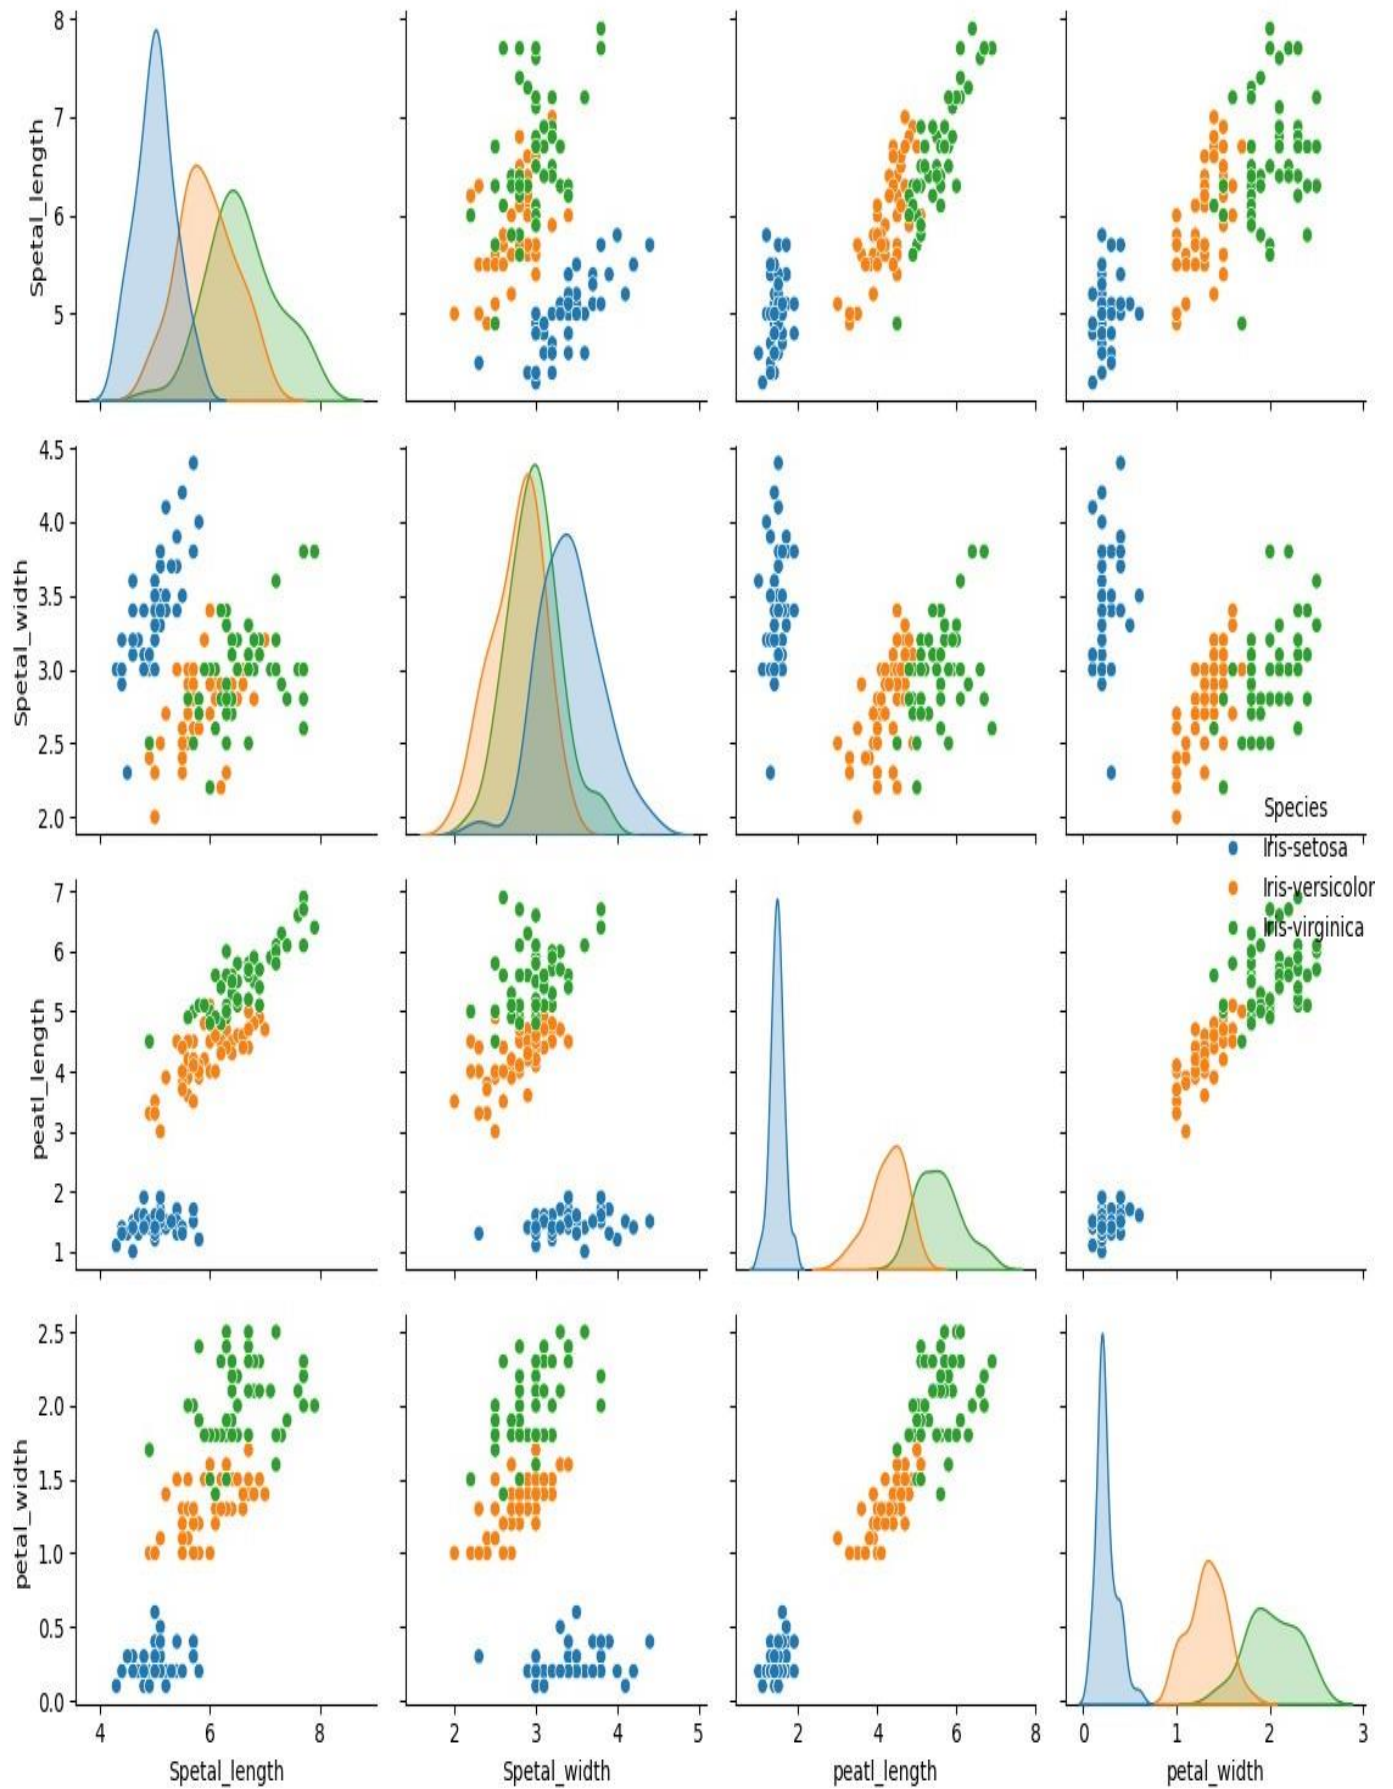 8
7
6
5
Spetal_length
4.5
4.0
3.5
3.0
2.5
2.0
Spetal_width
Species
Iris-setosa
Iris-versicolor
Iris-virginica
7
6
5
4
3
2
1
peatl_length
2.5
2.0
1.5
1.0
0.5
0.0
petal_width
4 6 8
2 3 4 5
2 4 6 8
0 1 2 3
Spetal_length
Spetal_width
peatl_length
petal_width